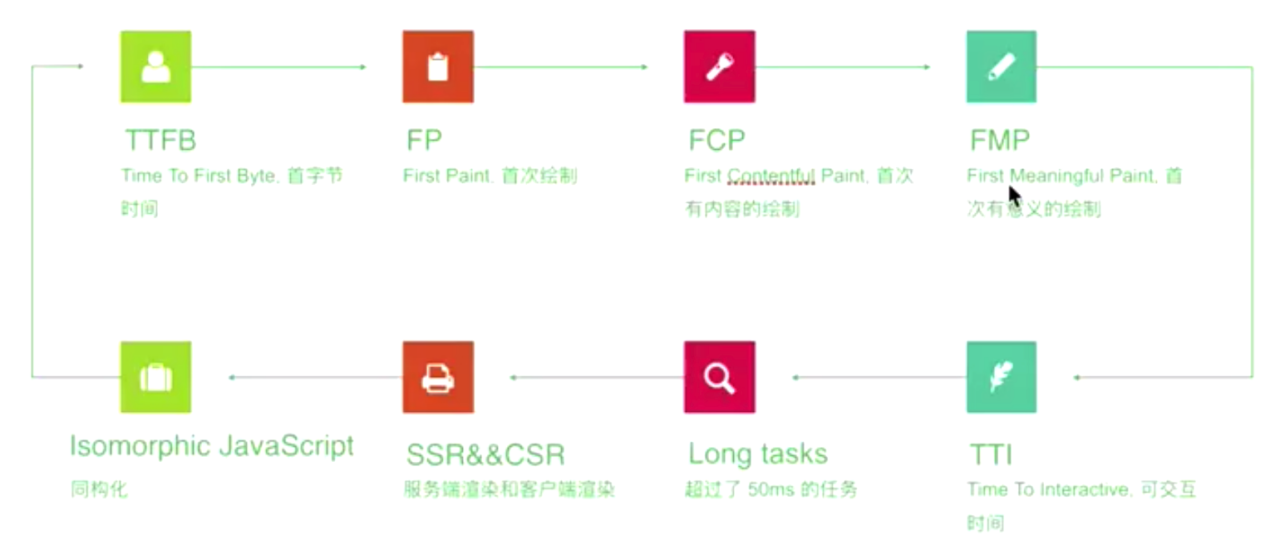 TTFB
Time To First Byte, 首字节
时间
FP
First Paint, 首次绘制
FCP
First Contentful Paint, 首次
有内容的绘制
FMP
First Meaningful Paint, 首
次有意义的绘制
Isomorphic JavaScript
同构化
SSR&&CSR
服务端渲染和客户端渲染
Long tasks
超过了 50ms 的任务
TTI
Time To Interactive, 可交互
时间